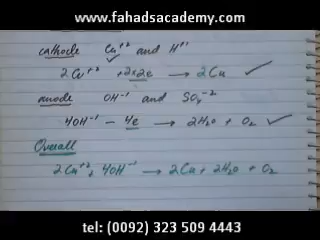 www.fahadsacademy.com
cathode Cu⁺² and H⁺¹
2Cu⁺² +2×2e → 2Cu ✓
anode OH⁻¹ and SO₄⁻²
4OH⁻¹ - 4e → 2H₂O + O₂ ✓
Overall
2Cu⁺² + 4OH⁻¹ → 2Cu + 2H₂O + O₂
tel: (0092) 323 509 4443